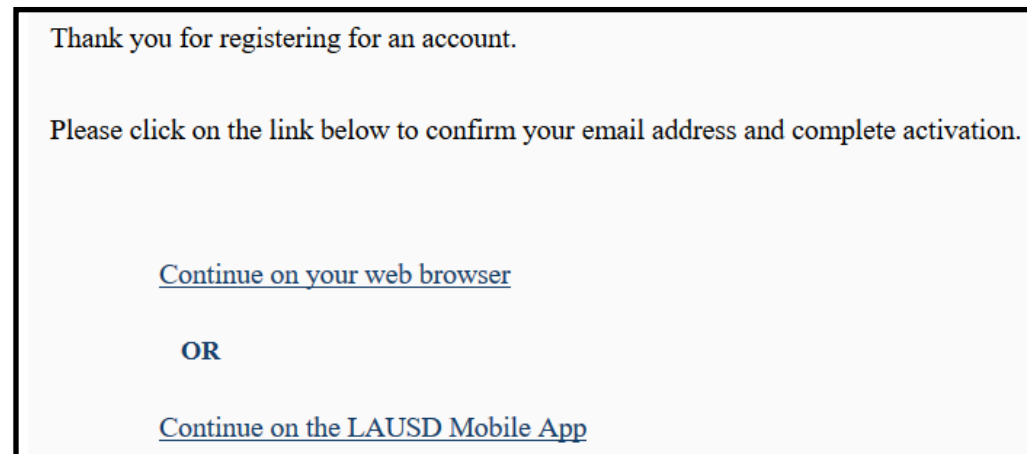 Thank you for registering for an account.
Please click on the link below to confirm your email address and complete activation.
Continue on your web browser
OR
Continue on the LAUSD Mobile App